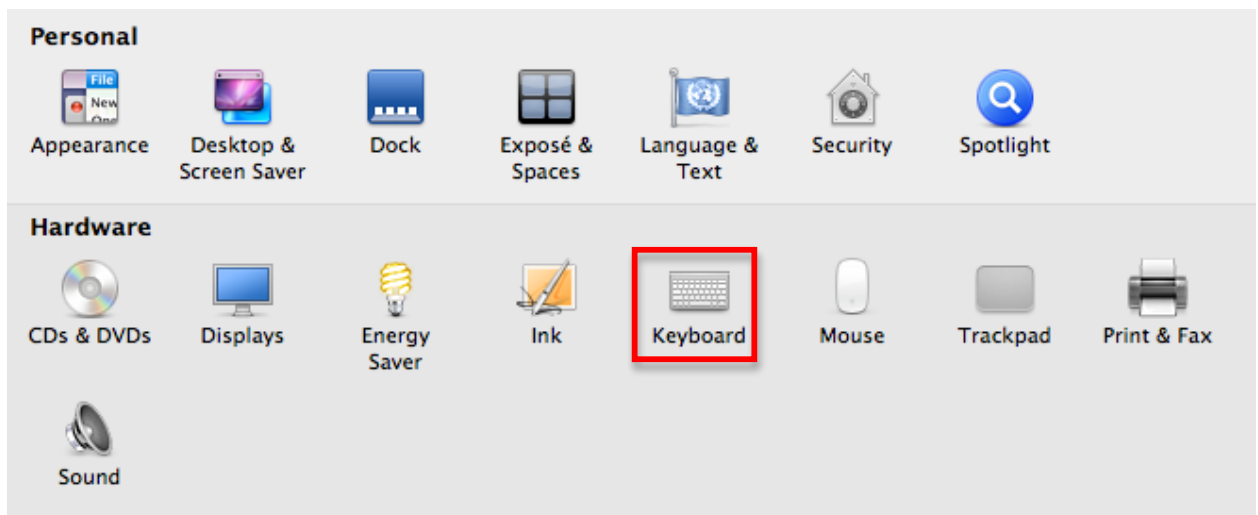 Personal
File
New
One
Appearance
Desktop &
Screen Saver
Dock
Exposé &
Spaces
Language &
Text
Security
Spotlight
Hardware
CDs & DVDs
Displays
Energy
Saver
Ink
Keyboard
Mouse
Trackpad
Print & Fax
Sound